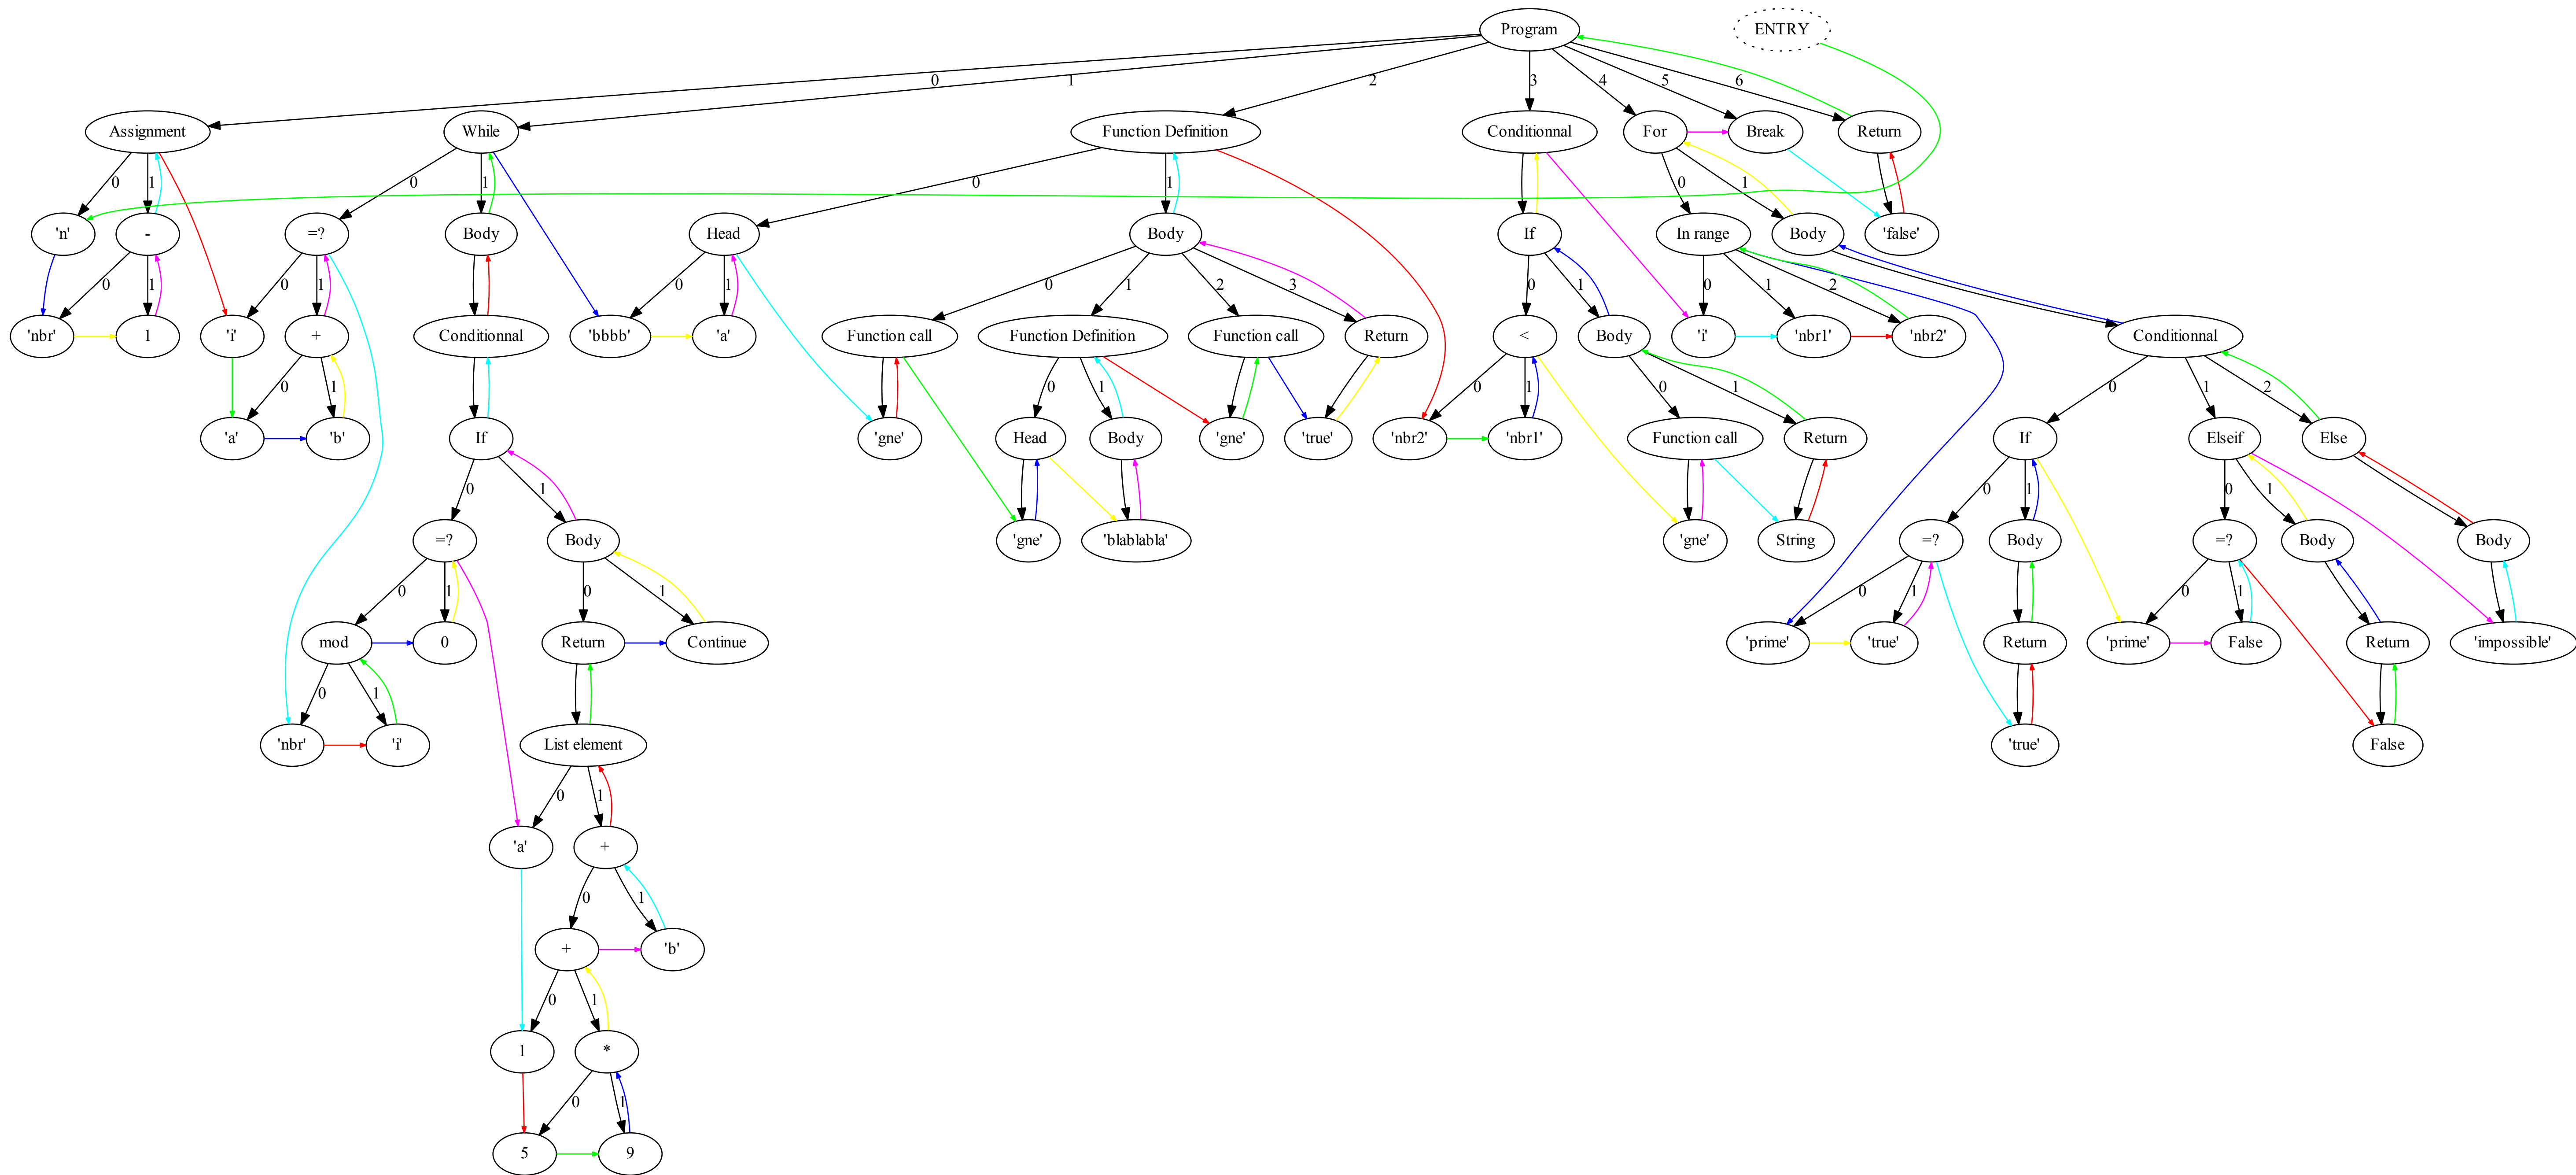 Program ENTRY
0 1 2 3 4 5 6
Assignment While Function Definition Conditionnal For Break Return
0 1 0 1 0 1 0 1
'n' - =? Body Head Body If In range Body 'false'
0 1 0 1 0 1 0 1 2 3 0 1 0 1 2
'nbr' 1 'i' + Conditionnal 'bbbb' 'a' Function call Function Definition Function call Return < Body 'i' 'nbr1' 'nbr2' Conditionnal
0 1 0 1 0 1 0 1 0 1 2
'a' 'b' If 'gne' Head Body 'gne' 'true' 'nbr2' 'nbr1' Function call Return If Elseif Else
0 1 0 1 0 1
=? Body 'gne' 'blablabla' 'gne' String =? Body =? Body Body
0 1 0 1 0 1 0 1
mod 0 Return Continue 'prime' 'true' Return 'prime' False Return 'impossible'
0 1
'nbr' 'i' List element 'true' False
0 1
'a' +
0 1
+ 'b'
0 1
1 *
0 1
5 9